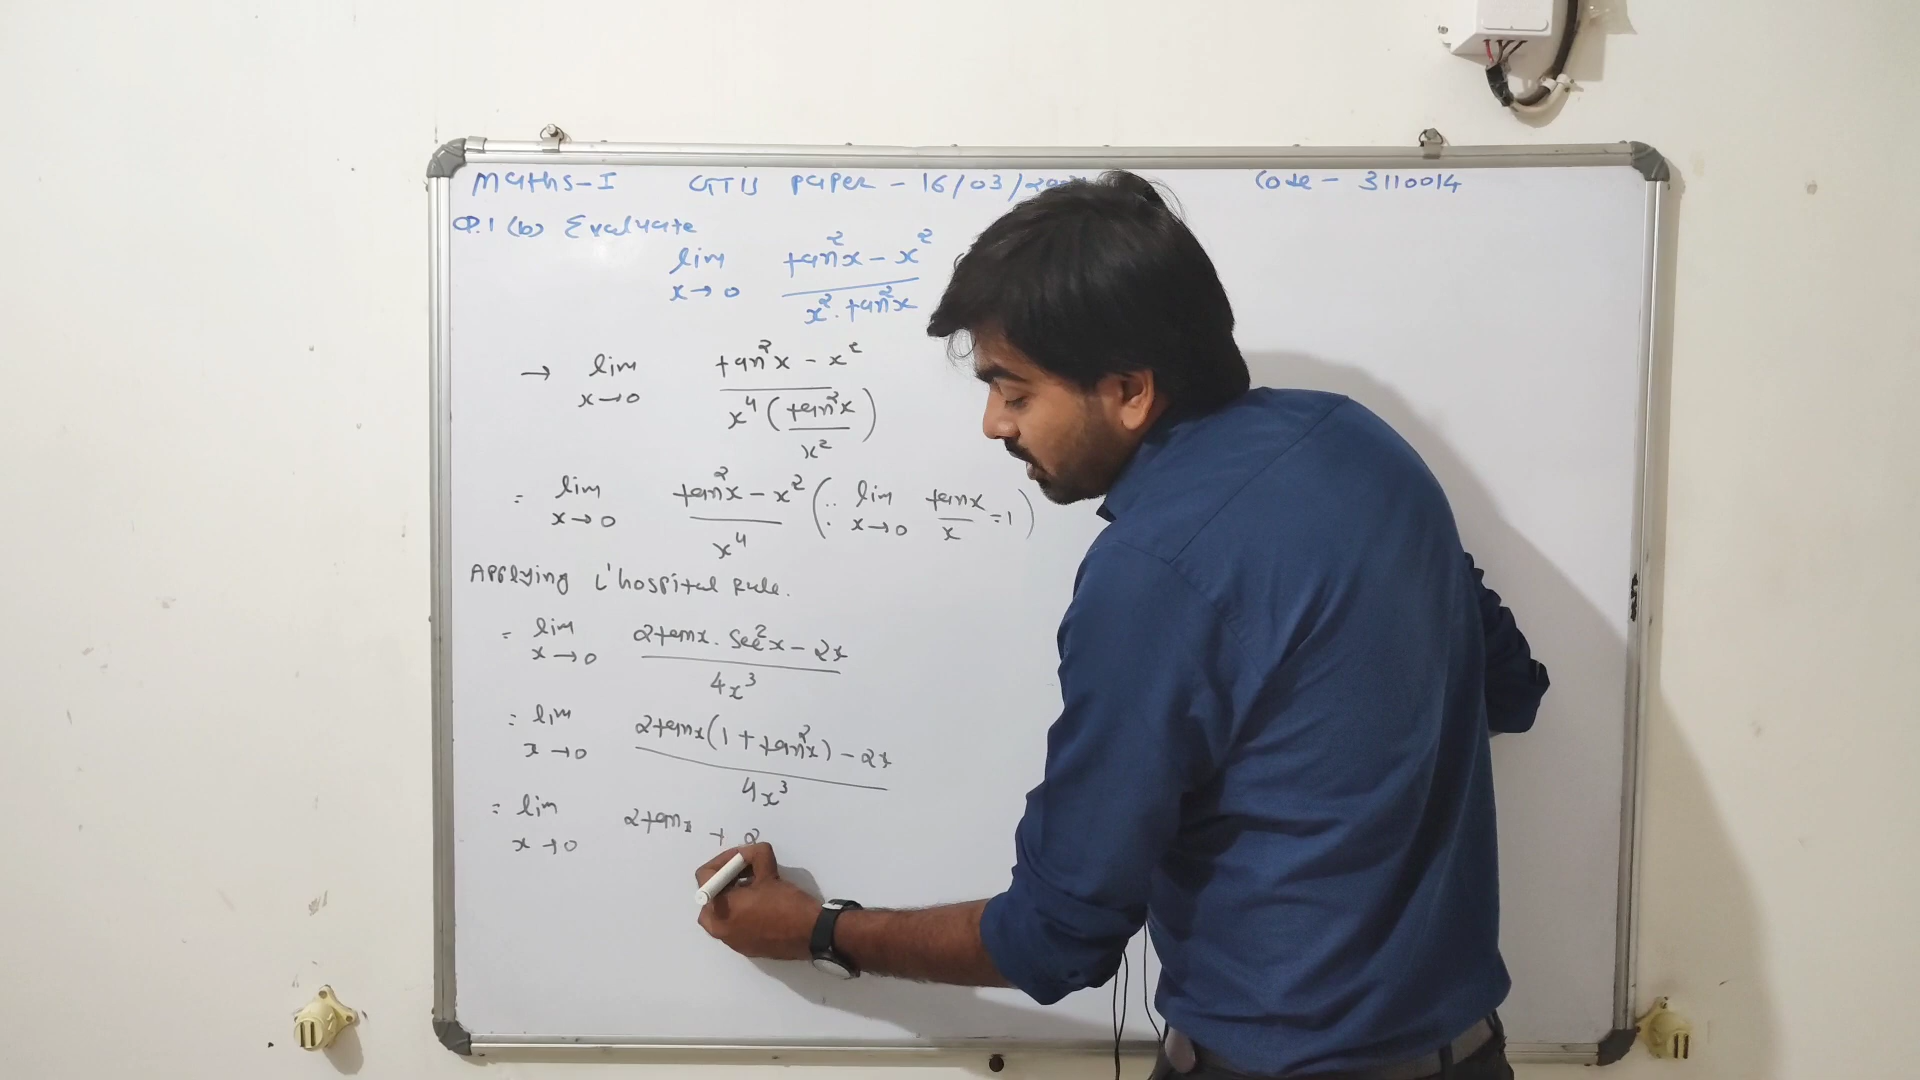 Maths-I GTU Paper - 16/03/202 Code - 3110014
Q.1 (b) Evaluate
lim x→0 (tan²x - x²)/(x² · tan²x)
→ lim x→0 (tan²x - x²)/(x⁴ (tan²x/x²))
= lim x→0 (tan²x - x²)/x⁴ (∵ lim x→0 tanx/x = 1)
Applying L'hospital Rule.
= lim x→0 (2tanx · sec²x - 2x)/(4x³)
= lim x→0 (2tanx(1 + tan²x) - 2x)/(4x³)
= lim x→0 2tanx + 2